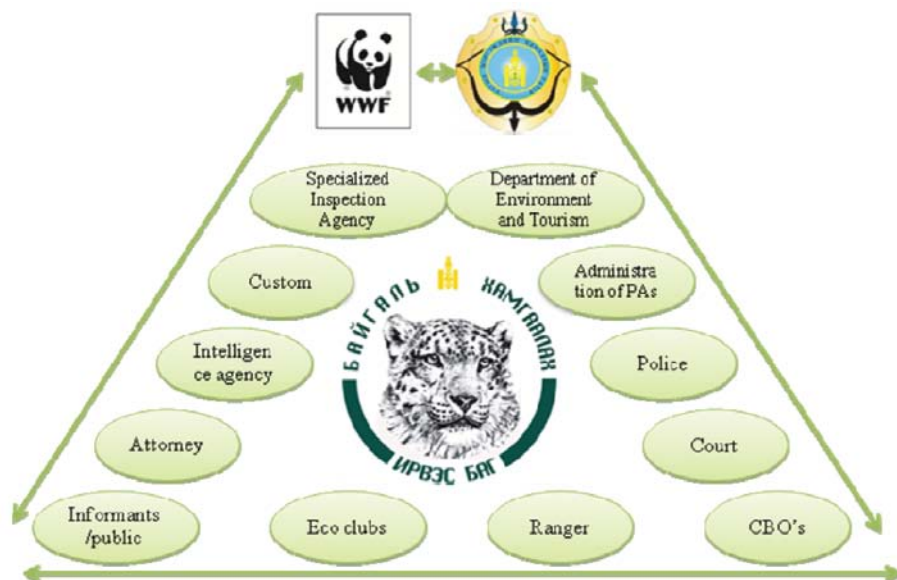 WWF
Specialized
Inspection
Agency
Department of
Environment
and Tourism
Custom
Administra
tion of PAs
БАЙГАЛЬ ХАМГААЛАХ
ИРВЭС БАГ
Intelligen
ce agency
Police
Attorney
Court
Informants
/public
Eco clubs
Ranger
CBO's